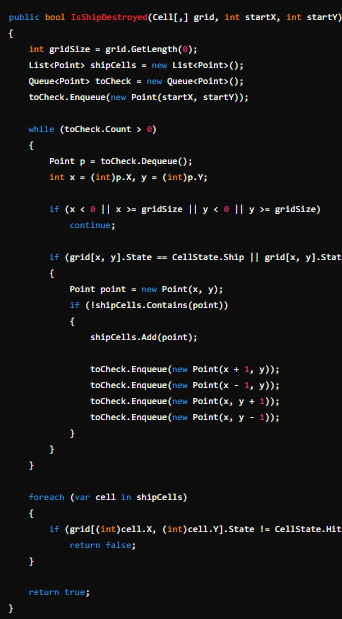 public bool IsShipDestroyed(Cell[,] grid, int startX, int startY)
{
    int gridSize = grid.GetLength(0);
    List<Point> shipCells = new List<Point>();
    Queue<Point> toCheck = new Queue<Point>();
    toCheck.Enqueue(new Point(startX, startY));

    while (toCheck.Count > 0)
    {
        Point p = toCheck.Dequeue();
        int x = (int)p.X, y = (int)p.Y;

        if (x < 0 || x >= gridSize || y < 0 || y >= gridSize)
            continue;

        if (grid[x, y].State == CellState.Ship || grid[x, y].Stat
        {
            Point point = new Point(x, y);
            if (!shipCells.Contains(point))
            {
                shipCells.Add(point);

                toCheck.Enqueue(new Point(x + 1, y));
                toCheck.Enqueue(new Point(x - 1, y));
                toCheck.Enqueue(new Point(x, y + 1));
                toCheck.Enqueue(new Point(x, y - 1));
            }
        }
    }

    foreach (var cell in shipCells)
    {
        if (grid[(int)cell.X, (int)cell.Y].State != CellState.Hit
            return false;
    }

    return true;
}